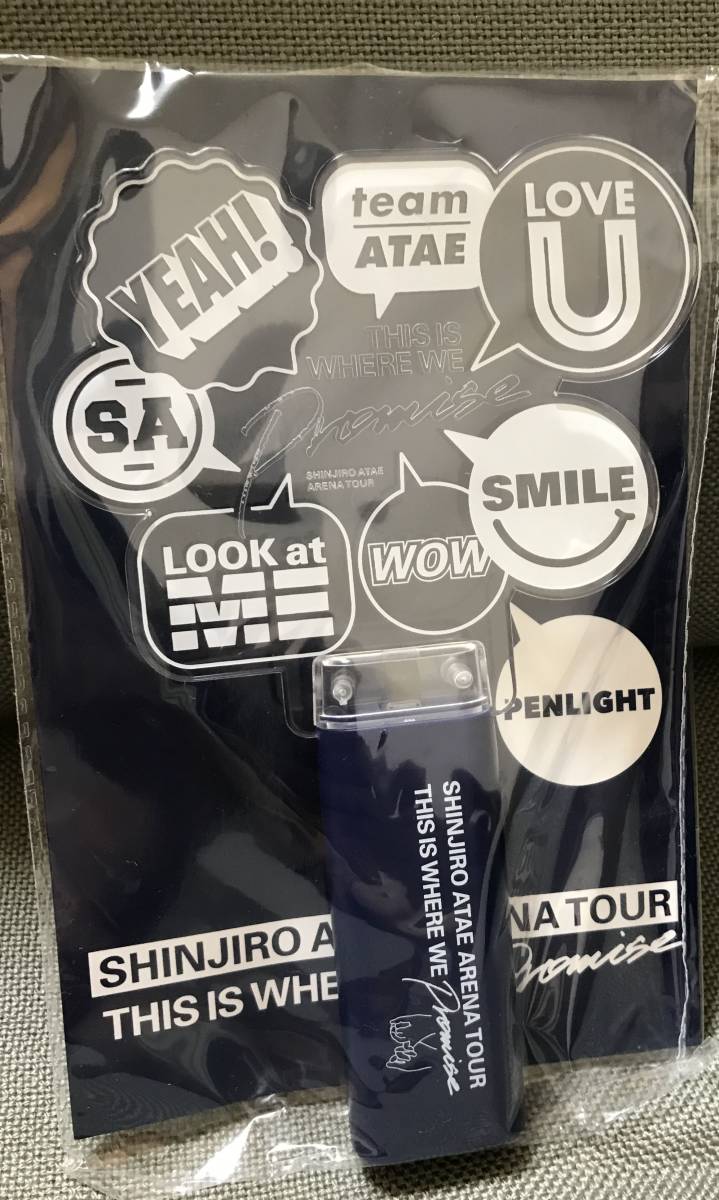 YEAH!
team
ATAE
LOVE
U
THIS IS
WHERE WE
Promise
SHINJIRO ATAE
ARENA TOUR
SA
SMILE
LOOK at
ME
WOW
PENLIGHT
SHINJIRO ATAE ARENA TOUR
THIS IS WHERE WE Promise
SHINJIRO A
NA TOUR
THIS IS WHE
Promise